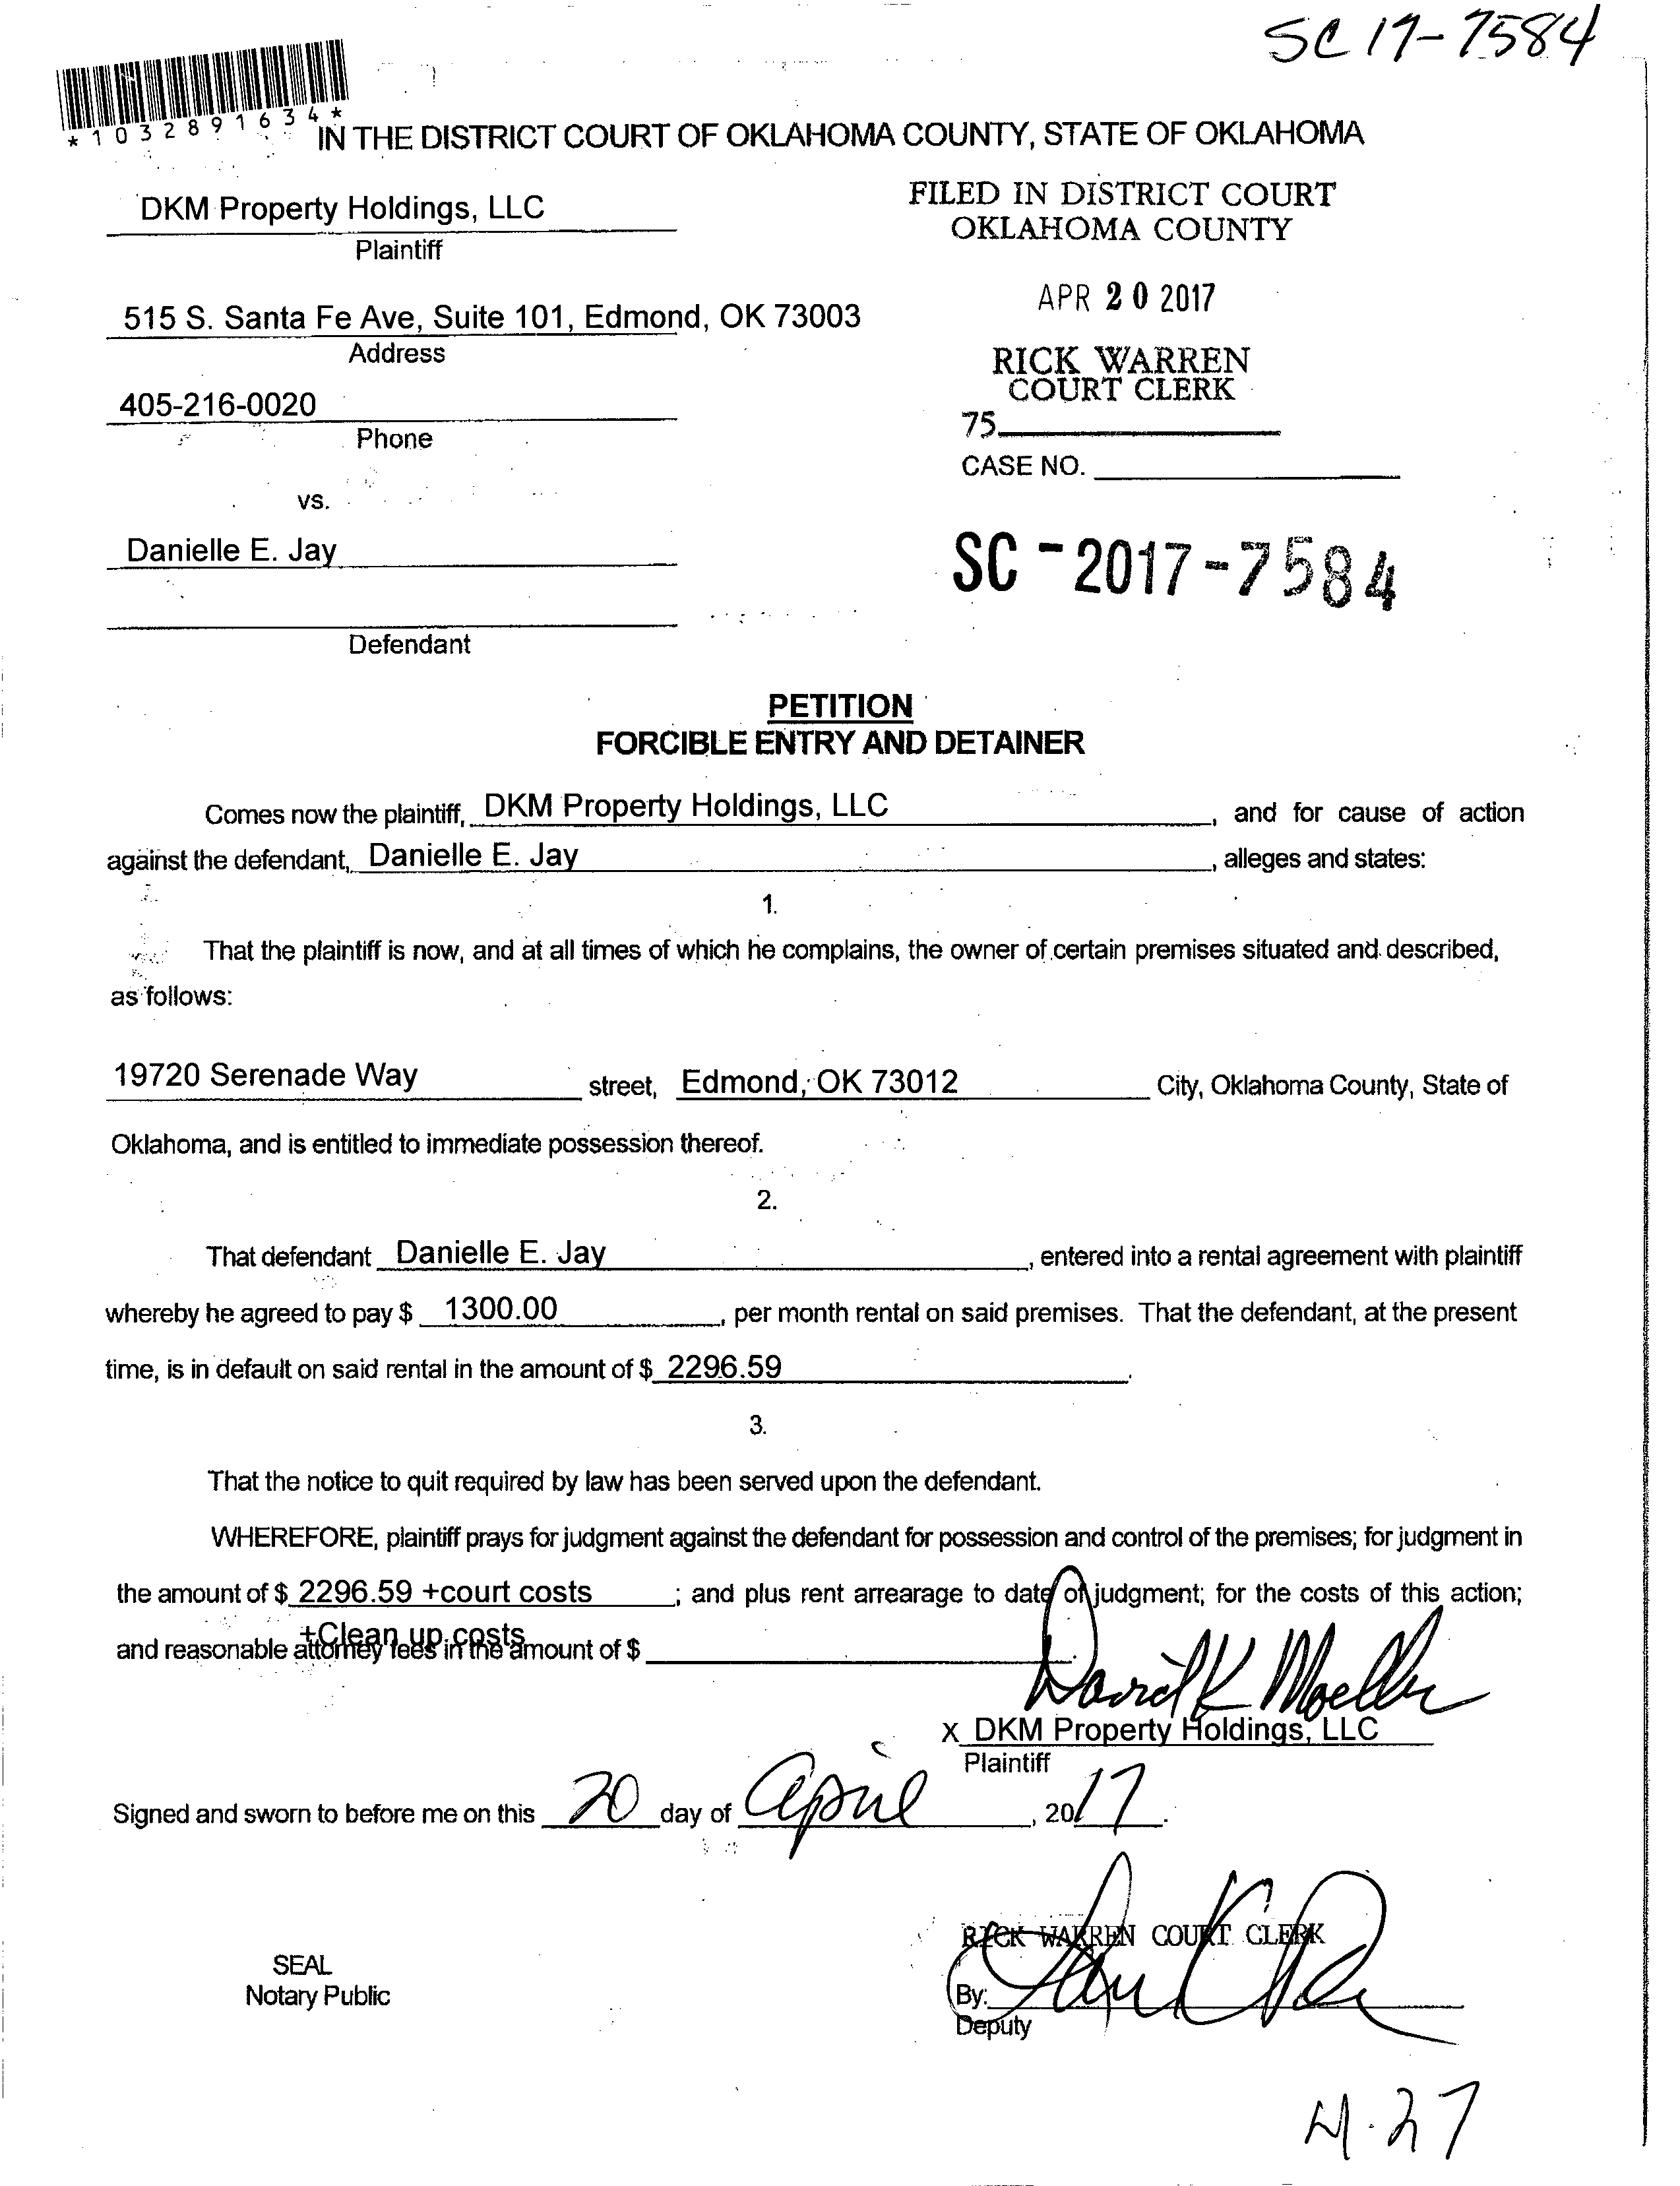 SC 17-7584
*1032891634*
IN THE DISTRICT COURT OF OKLAHOMA COUNTY, STATE OF OKLAHOMA
DKM Property Holdings, LLC
Plaintiff
FILED IN DISTRICT COURT
OKLAHOMA COUNTY
515 S. Santa Fe Ave, Suite 101, Edmond, OK 73003
Address
APR 20 2017
RICK WARREN
COURT CLERK
405-216-0020
Phone
75
CASE NO.
vs.
Danielle E. Jay
SC-2017-7584
Defendant
PETITION
FORCIBLE ENTRY AND DETAINER
Comes now the plaintiff, DKM Property Holdings, LLC, and for cause of action
against the defendant, Danielle E. Jay, alleges and states:
1.
That the plaintiff is now, and at all times of which he complains, the owner of certain premises situated and described,
as follows:
19720 Serenade Way street, Edmond, OK 73012 City, Oklahoma County, State of
Oklahoma, and is entitled to immediate possession thereof.
2.
That defendant Danielle E. Jay, entered into a rental agreement with plaintiff
whereby he agreed to pay $ 1300.00, per month rental on said premises. That the defendant, at the present
time, is in default on said rental in the amount of $ 2296.59.
3.
That the notice to quit required by law has been served upon the defendant.
WHEREFORE, plaintiff prays for judgment against the defendant for possession and control of the premises; for judgment in
the amount of $ 2296.59 +court costs; and plus rent arrearage to date of judgment; for the costs of this action;
+Clean up costs
and reasonable attorney fees in the amount of $
David K Moeller
X DKM Property Holdings, LLC
Plaintiff
Signed and sworn to before me on this 20 day of April, 2017.
RICK WARREN COURT CLERK
SEAL
Notary Public
By:
Deputy
4-27